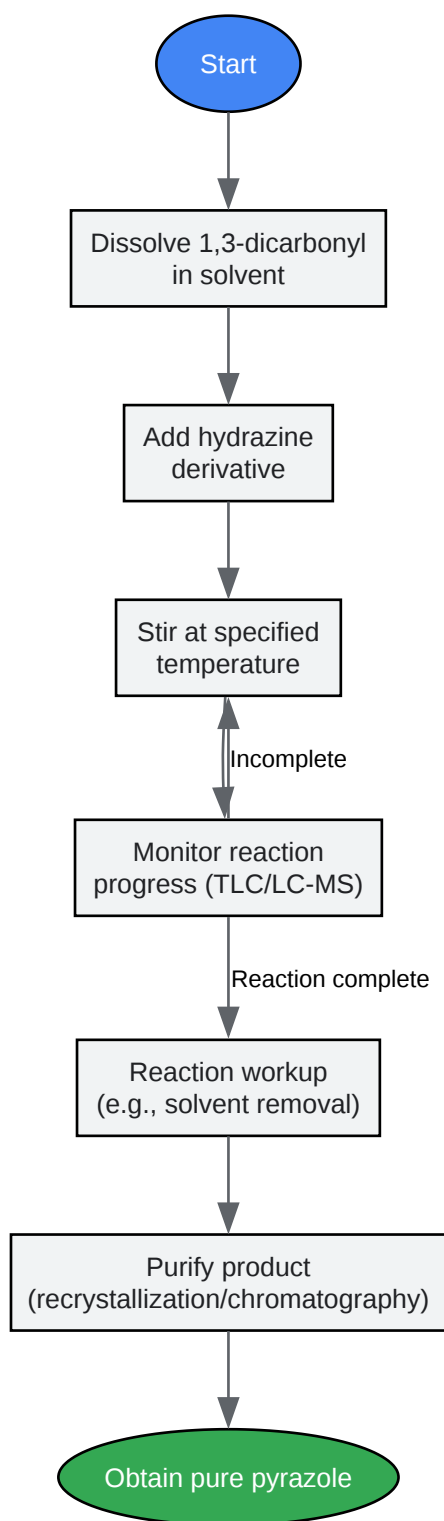 Start
Dissolve 1,3-dicarbonyl
in solvent
Add hydrazine
derivative
Stir at specified
temperature
Incomplete
Monitor reaction
progress (TLC/LC-MS)
Reaction complete
Reaction workup
(e.g., solvent removal)
Purify product
(recrystallization/chromatography)
Obtain pure pyrazole